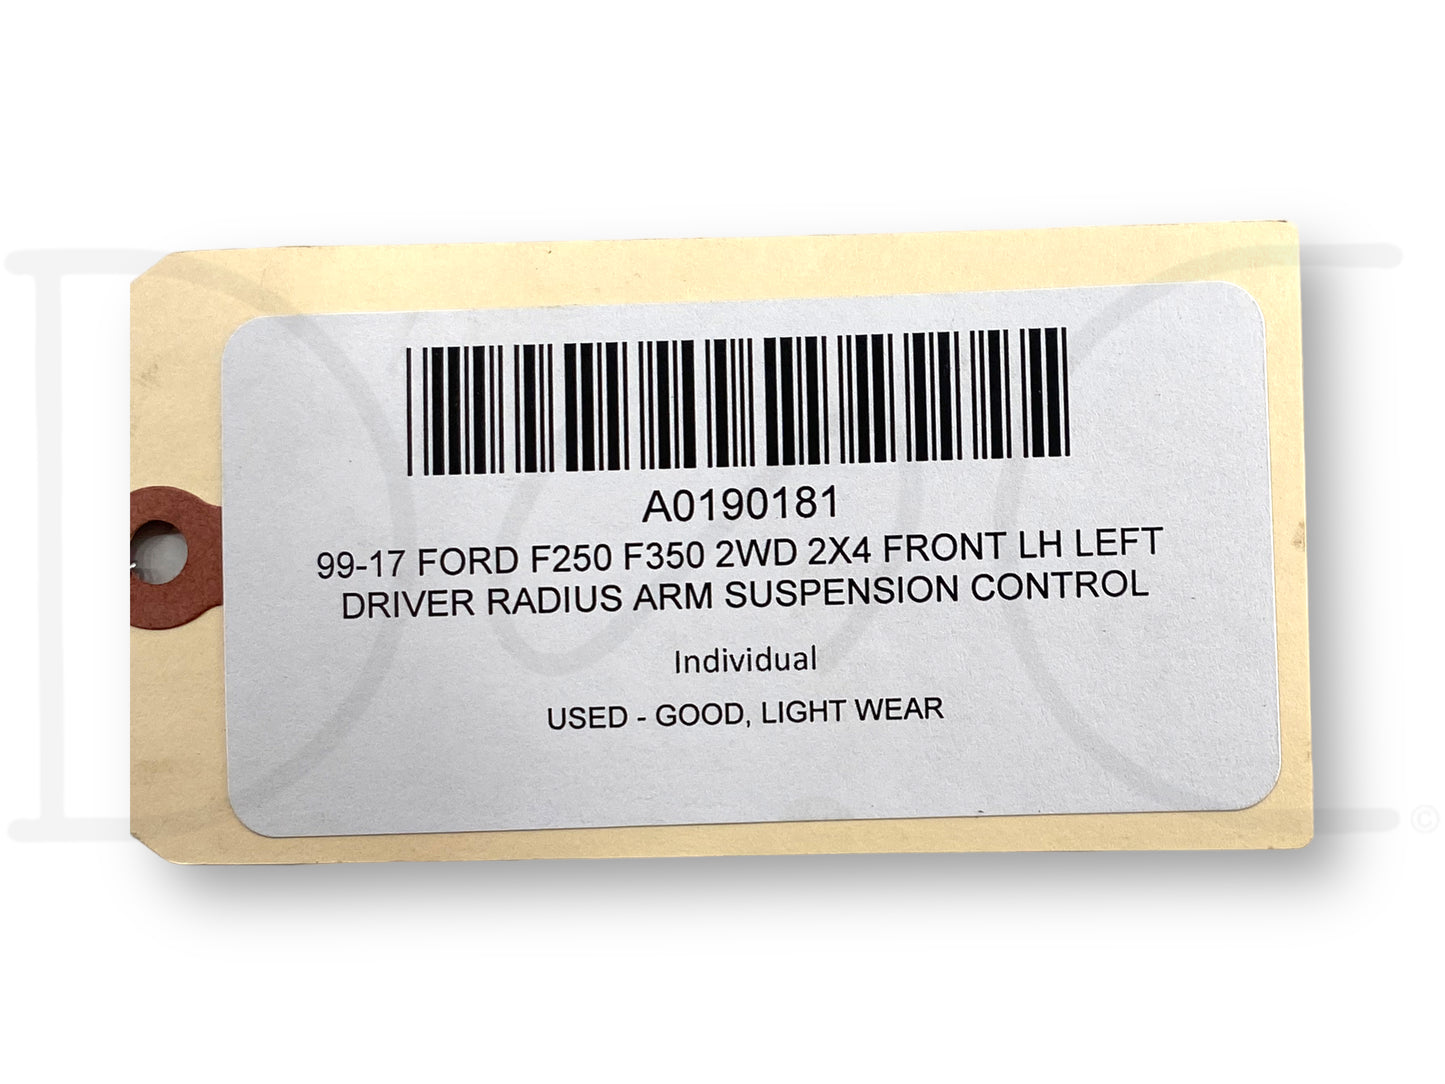 A0190181
99-17 FORD F250 F350 2WD 2X4 FRONT LH LEFT
DRIVER RADIUS ARM SUSPENSION CONTROL
Individual
USED - GOOD, LIGHT WEAR
©